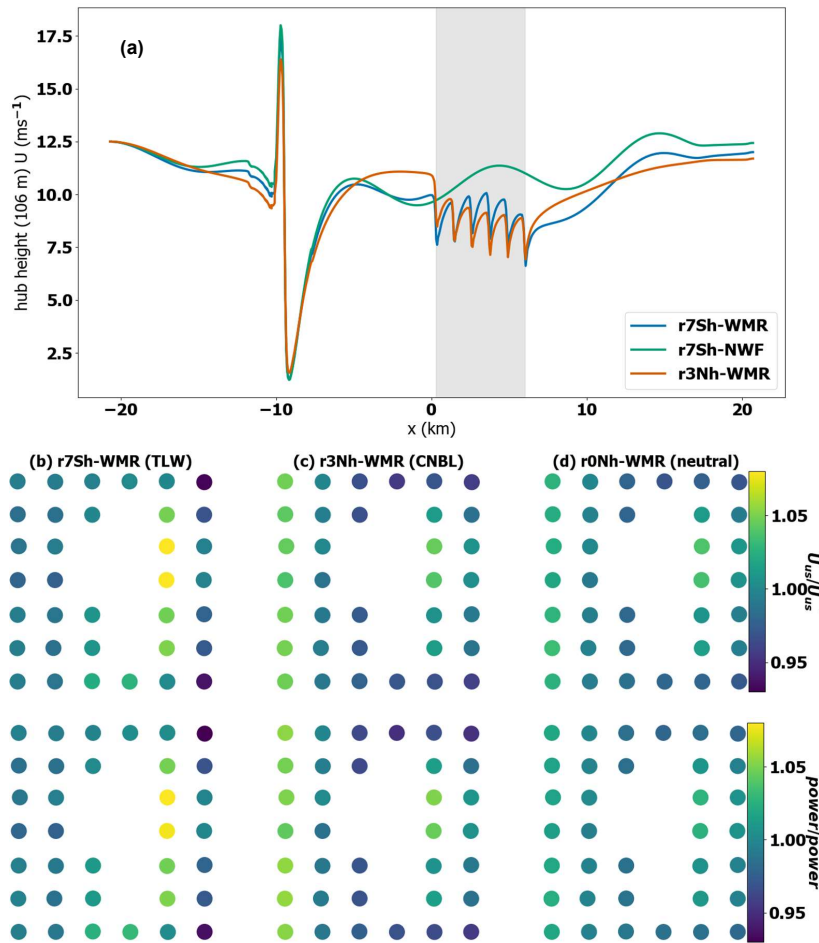 (a)
17.5
15.0
12.5
10.0
7.5
5.0
2.5
hub height (106 m) U (ms⁻¹)
r7Sh-WMR
r7Sh-NWF
r3Nh-WMR
−20 −10 0 10 20
x (km)
(b) r7Sh-WMR (TLW) (c) r3Nh-WMR (CNBL) (d) r0Nh-WMR (neutral)
1.05
1.00
0.95
U_us/U_us
1.05
1.00
0.95
power/power